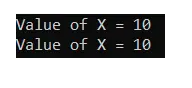 Value of X = 10
Value of X = 10